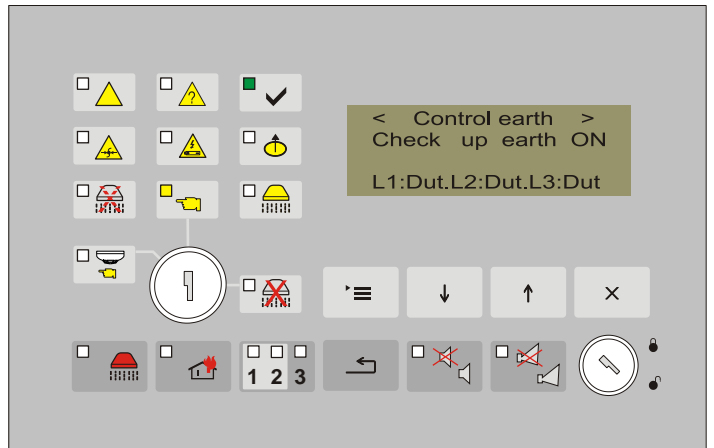 ?
< Control earth >
Check up earth ON
L1:Dut.L2:Dut.L3:Dut
1 2 3